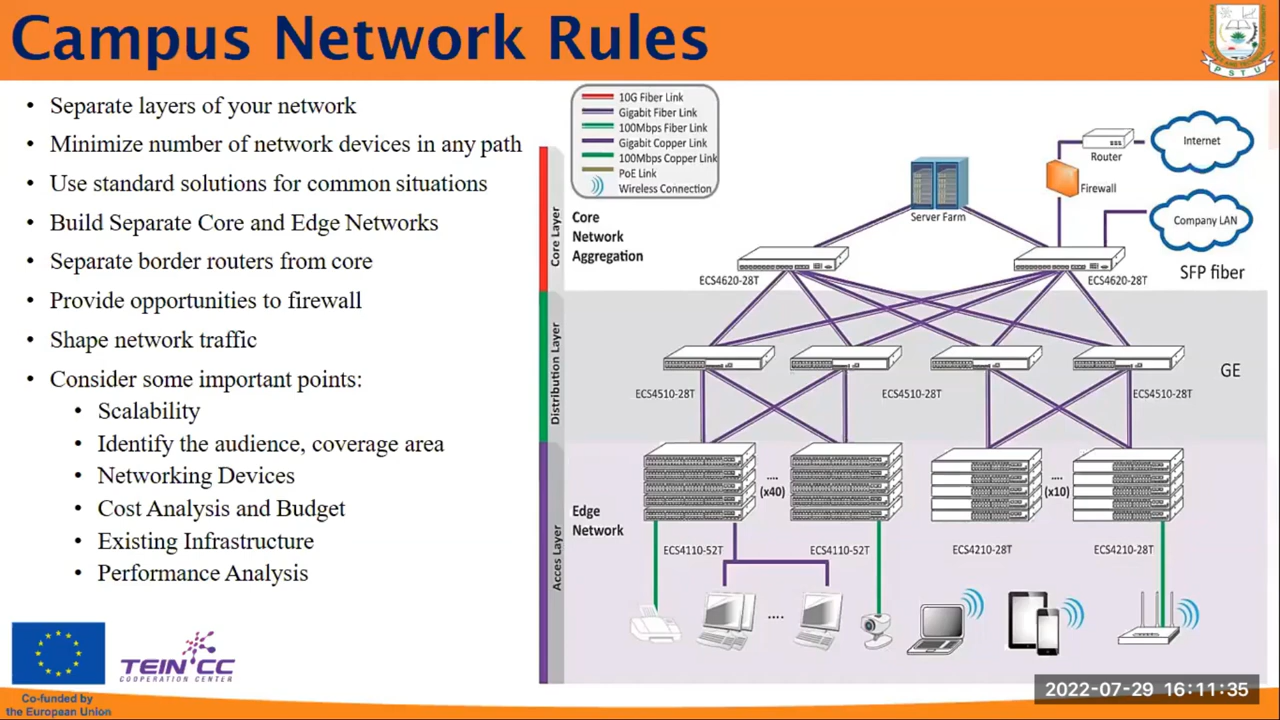 Campus Network Rules
PSTU
• Separate layers of your network
• Minimize number of network devices in any path
• Use standard solutions for common situations
• Build Separate Core and Edge Networks
• Separate border routers from core
• Provide opportunities to firewall
• Shape network traffic
• Consider some important points:
• Scalability
• Identify the audience, coverage area
• Networking Devices
• Cost Analysis and Budget
• Existing Infrastructure
• Performance Analysis
10G Fiber Link
Gigabit Fiber Link
100Mbps Fiber Link
Gigabit Copper Link
100Mbps Copper Link
PoE Link
Wireless Connection
Core Layer
Core
Network
Aggregation
Server Farm
Router
Internet
Firewall
Company LAN
SFP fiber
ECS4620-28T
ECS4620-28T
Distribution Layer
GE
ECS4510-28T
ECS4510-28T
ECS4510-28T
Acces Layer
Edge
Network
....
(x40)
....
(x10)
ECS4110-52T
ECS4110-52T
ECS4210-28T
ECS4210-28T
....
TEIN*CC
COOPERATION CENTER
Co-funded by
the European Union
2022-07-29 16:11:35